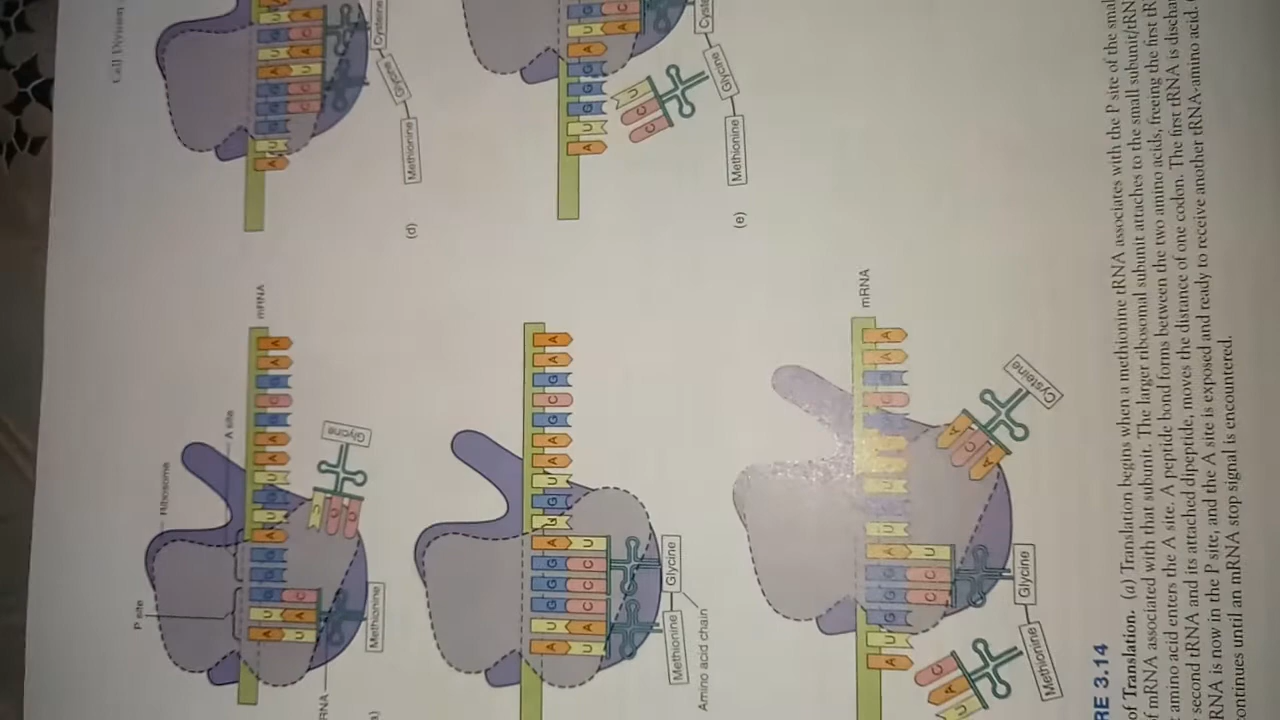 Cell Division
P site
Ribosome
A site
mRNA
A U G G G A U G U A A G C G A A
U A C
C C U
Methionine
Glycine
RNA
A U G G G A U G U A A G C G A A
U A C C C U
Methionine
Glycine
Amino acid chain
mRNA
A U G G G A U
C C U
A C A
Methionine
Glycine
Cysteine
(d)
Methionine
Glycine
Cysteine
(e)
Methionine
Glycine
RE 3.14
of Translation. (a) Translation begins when a methionine tRNA associates with the P site of the smal
f mRNA associated with that subunit. The larger ribosomal subunit attaches to the small subunit/tRN
t amino acid enters the A site. A peptide bond forms between the two amino acids, freeing the first tR
second tRNA and its attached dipeptide, moves the distance of one codon. The first tRNA is dischar
RNA is now in the P site, and the A site is exposed and ready to receive another tRNA-amino acid.
ontinues until an mRNA stop signal is encountered.